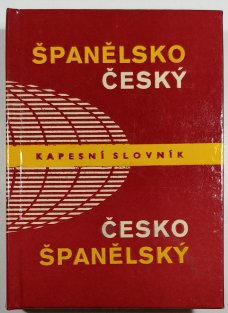 ŠPANĚLSKO
ČESKÝ
KAPESNÍ SLOVNÍK
ČESKO
ŠPANĚLSKÝ